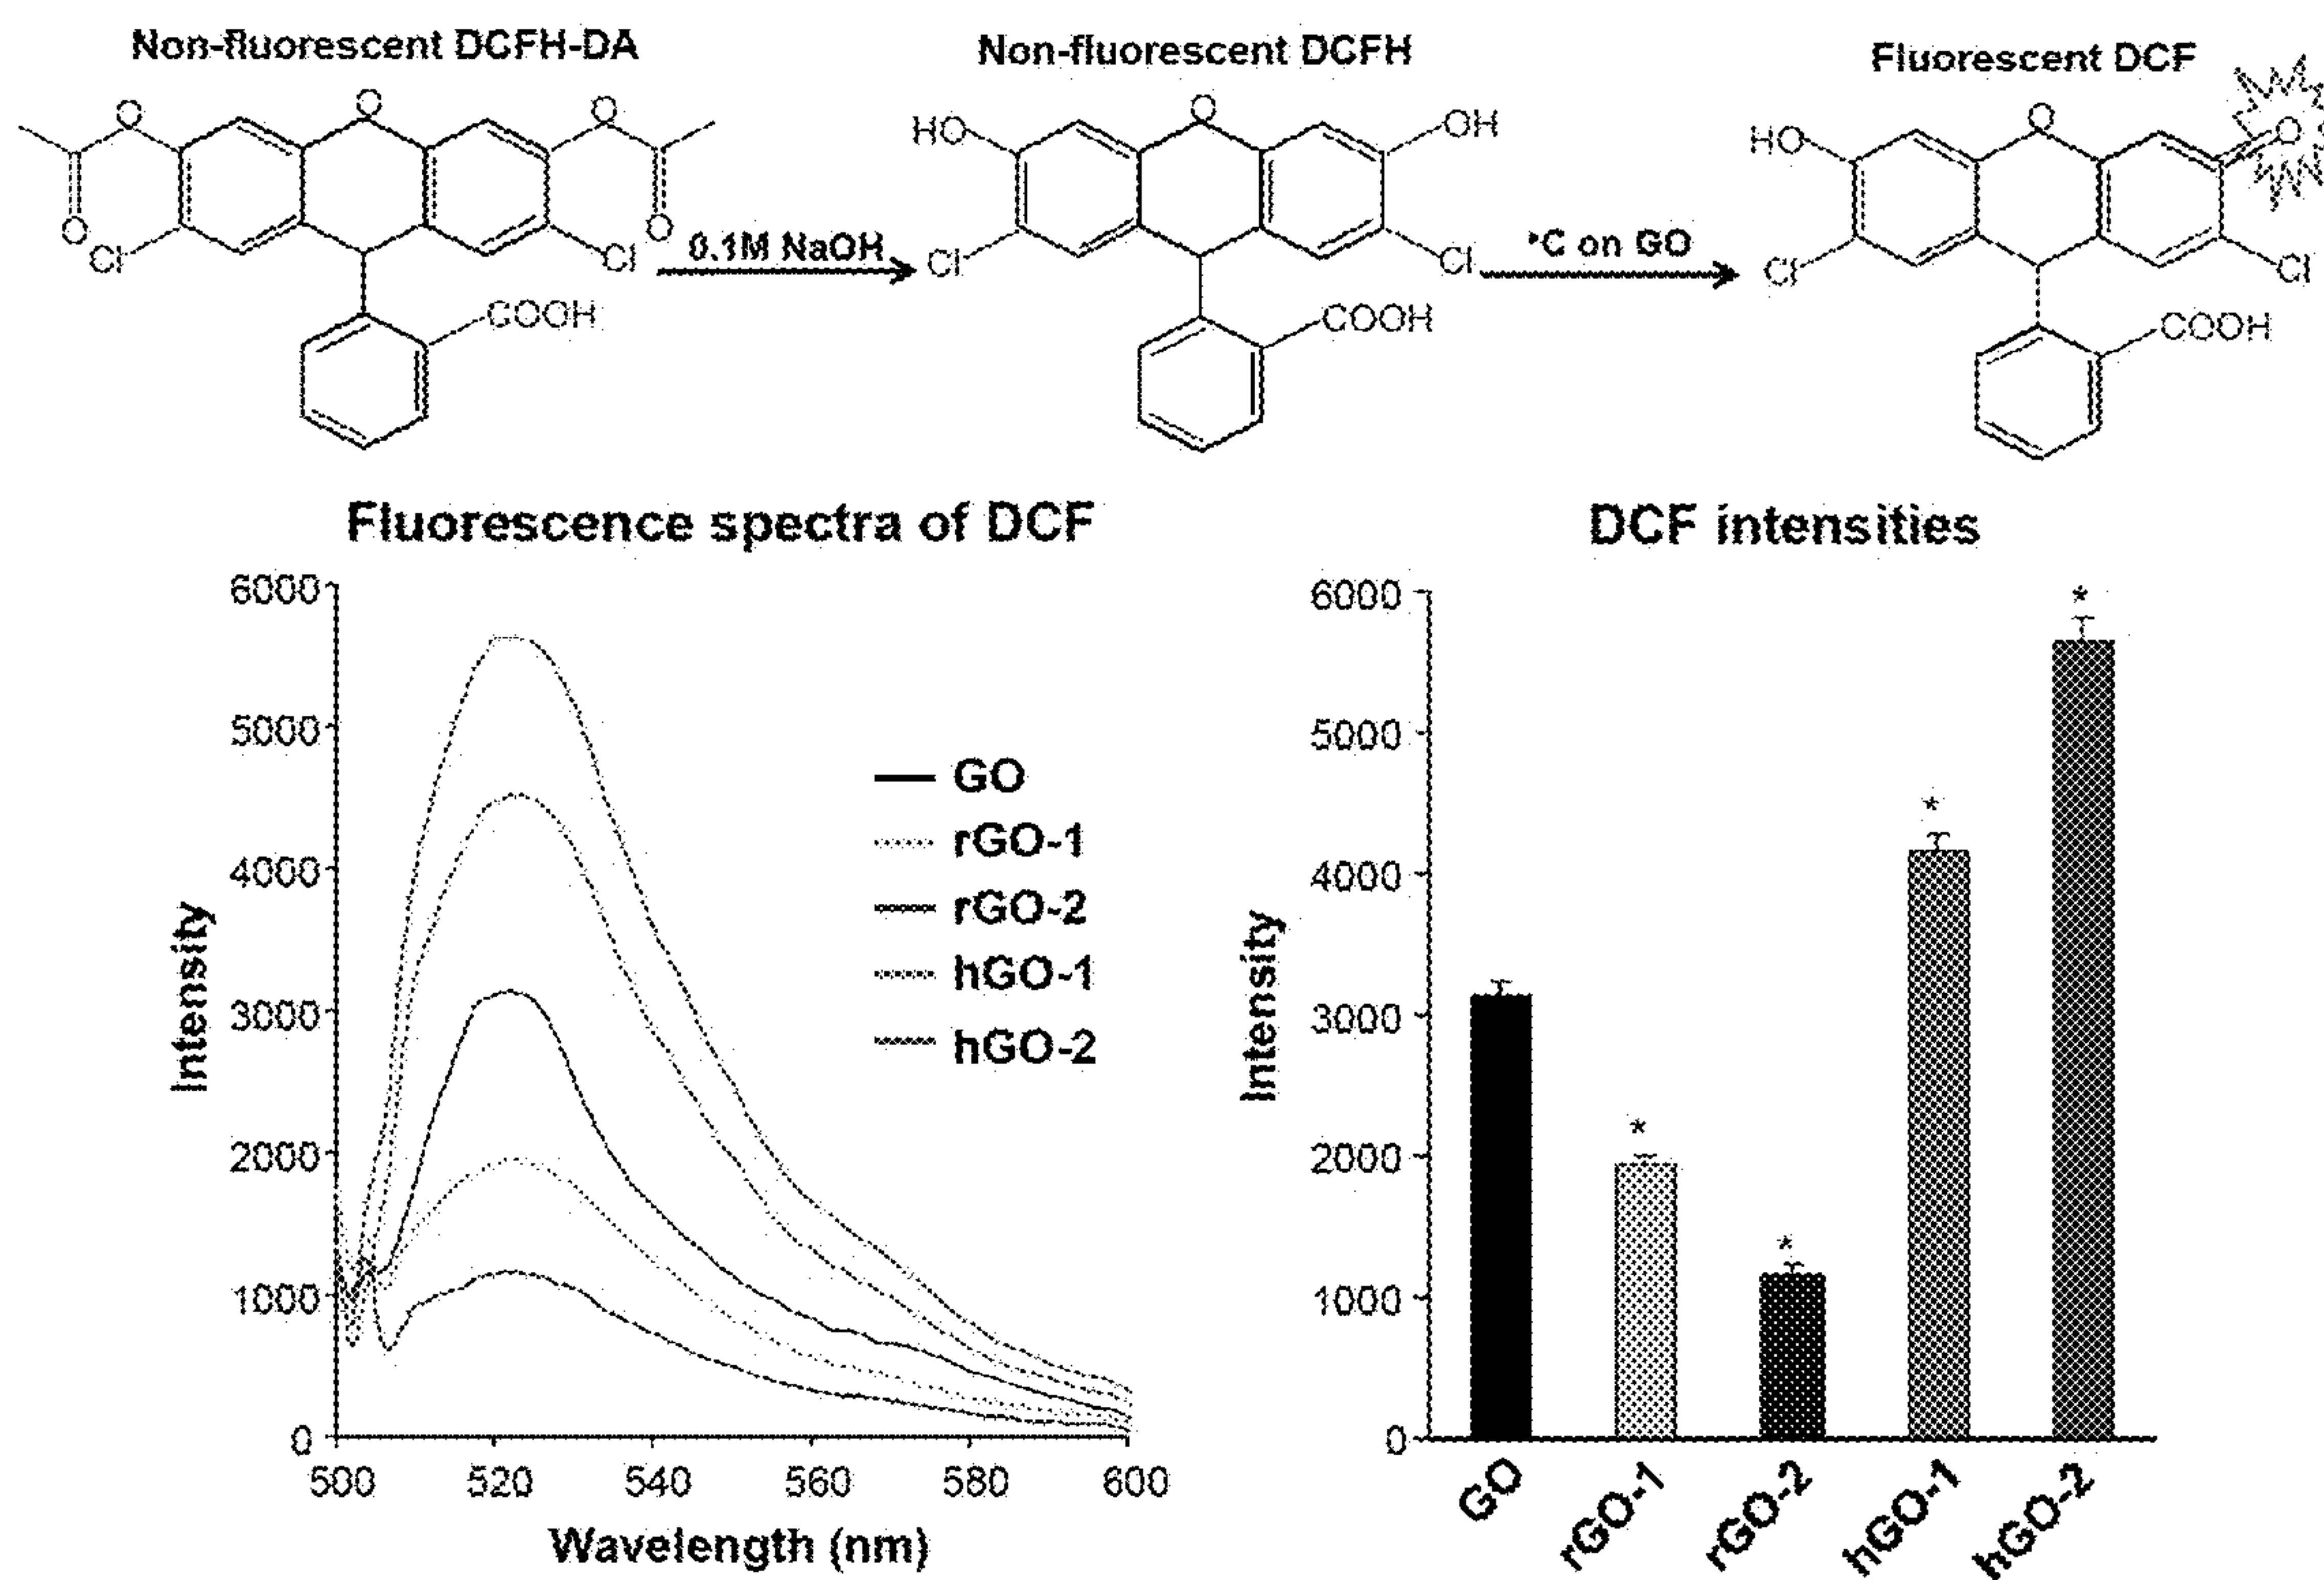 Non-fluorescent DCFH-DA
Non-fluorescent DCFH
Fluorescent DCF
O
O
O
O
O
Cl
Cl
COOH
0.1M NaOH
HO
O
OH
Cl
Cl
COOH
•C on GO
HO
O
O
Cl
Cl
COOH
Fluorescence spectra of DCF
6000
5000
4000
3000
2000
1000
0
Intensity
500
520
540
560
580
600
Wavelength (nm)
GO
rGO-1
rGO-2
hGO-1
hGO-2
DCF intensities
6000
5000
4000
3000
2000
1000
0
Intensity
*
*
*
*
GO
rGO-1
rGO-2
hGO-1
hGO-2